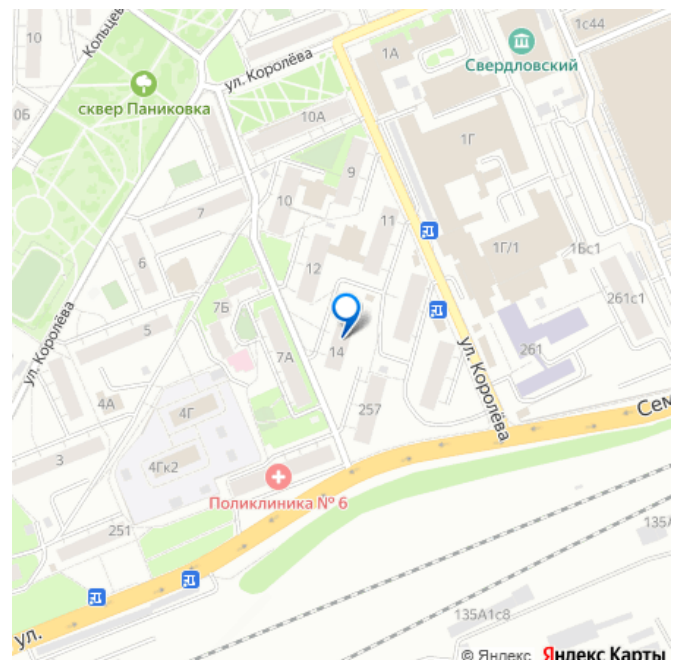 10
Кольцев
1А
1с44
Свердловский
ул. Королёва
сквер Паниковка
0Б
10А
1Г
9
10
7
11
1Г/1
1Бс1
6
12
261с1
7Б
5
ул. Королёва
14
7А
ул. Королёва
261
4А
4Г
257
Сем
3
4Гк2
Поликлиника № 6
251
135А
135А1с8
ул.
© Яндекс Яндекс Карты